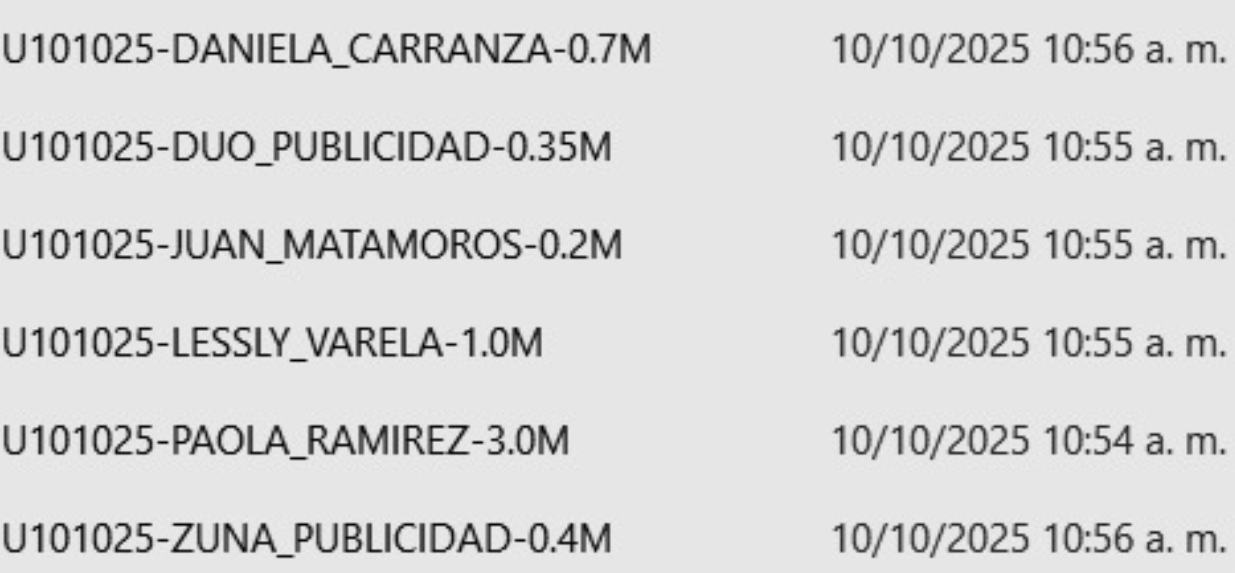 U101025-DANIELA_CARRANZA-0.7M 10/10/2025 10:56 a. m.
U101025-DUO_PUBLICIDAD-0.35M 10/10/2025 10:55 a. m.
U101025-JUAN_MATAMOROS-0.2M 10/10/2025 10:55 a. m.
U101025-LESSLY_VARELA-1.0M 10/10/2025 10:55 a. m.
U101025-PAOLA_RAMIREZ-3.0M 10/10/2025 10:54 a. m.
U101025-ZUNA_PUBLICIDAD-0.4M 10/10/2025 10:56 a. m.